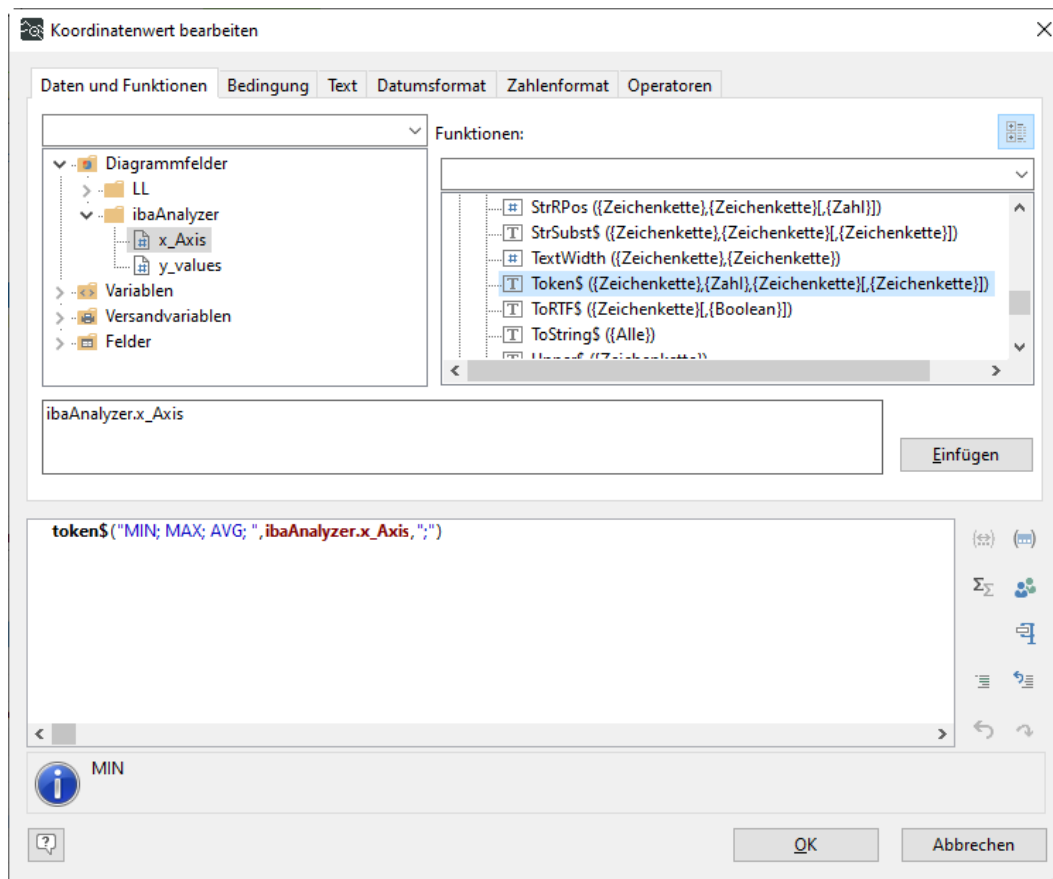 Koordinatenwert bearbeiten
Daten und Funktionen Bedingung Text Datumsformat Zahlenformat Operatoren
Funktionen:
Diagrammfelder
LL
ibaAnalyzer
x_Axis
y_values
Variablen
Versandvariablen
Felder
StrRPos ({Zeichenkette},{Zeichenkette}[,{Zahl}])
StrSubst$ ({Zeichenkette},{Zeichenkette}[,{Zeichenkette}])
TextWidth ({Zeichenkette},{Zeichenkette})
Token$ ({Zeichenkette},{Zahl},{Zeichenkette}[,{Zeichenkette}])
ToRTF$ ({Zeichenkette}[,{Boolean}])
ToString$ ({Alle})
Upper$ ({Zeichenkette})
ibaAnalyzer.x_Axis
Einfügen
token$("MIN; MAX; AVG; ",ibaAnalyzer.x_Axis,";")
MIN
OK Abbrechen